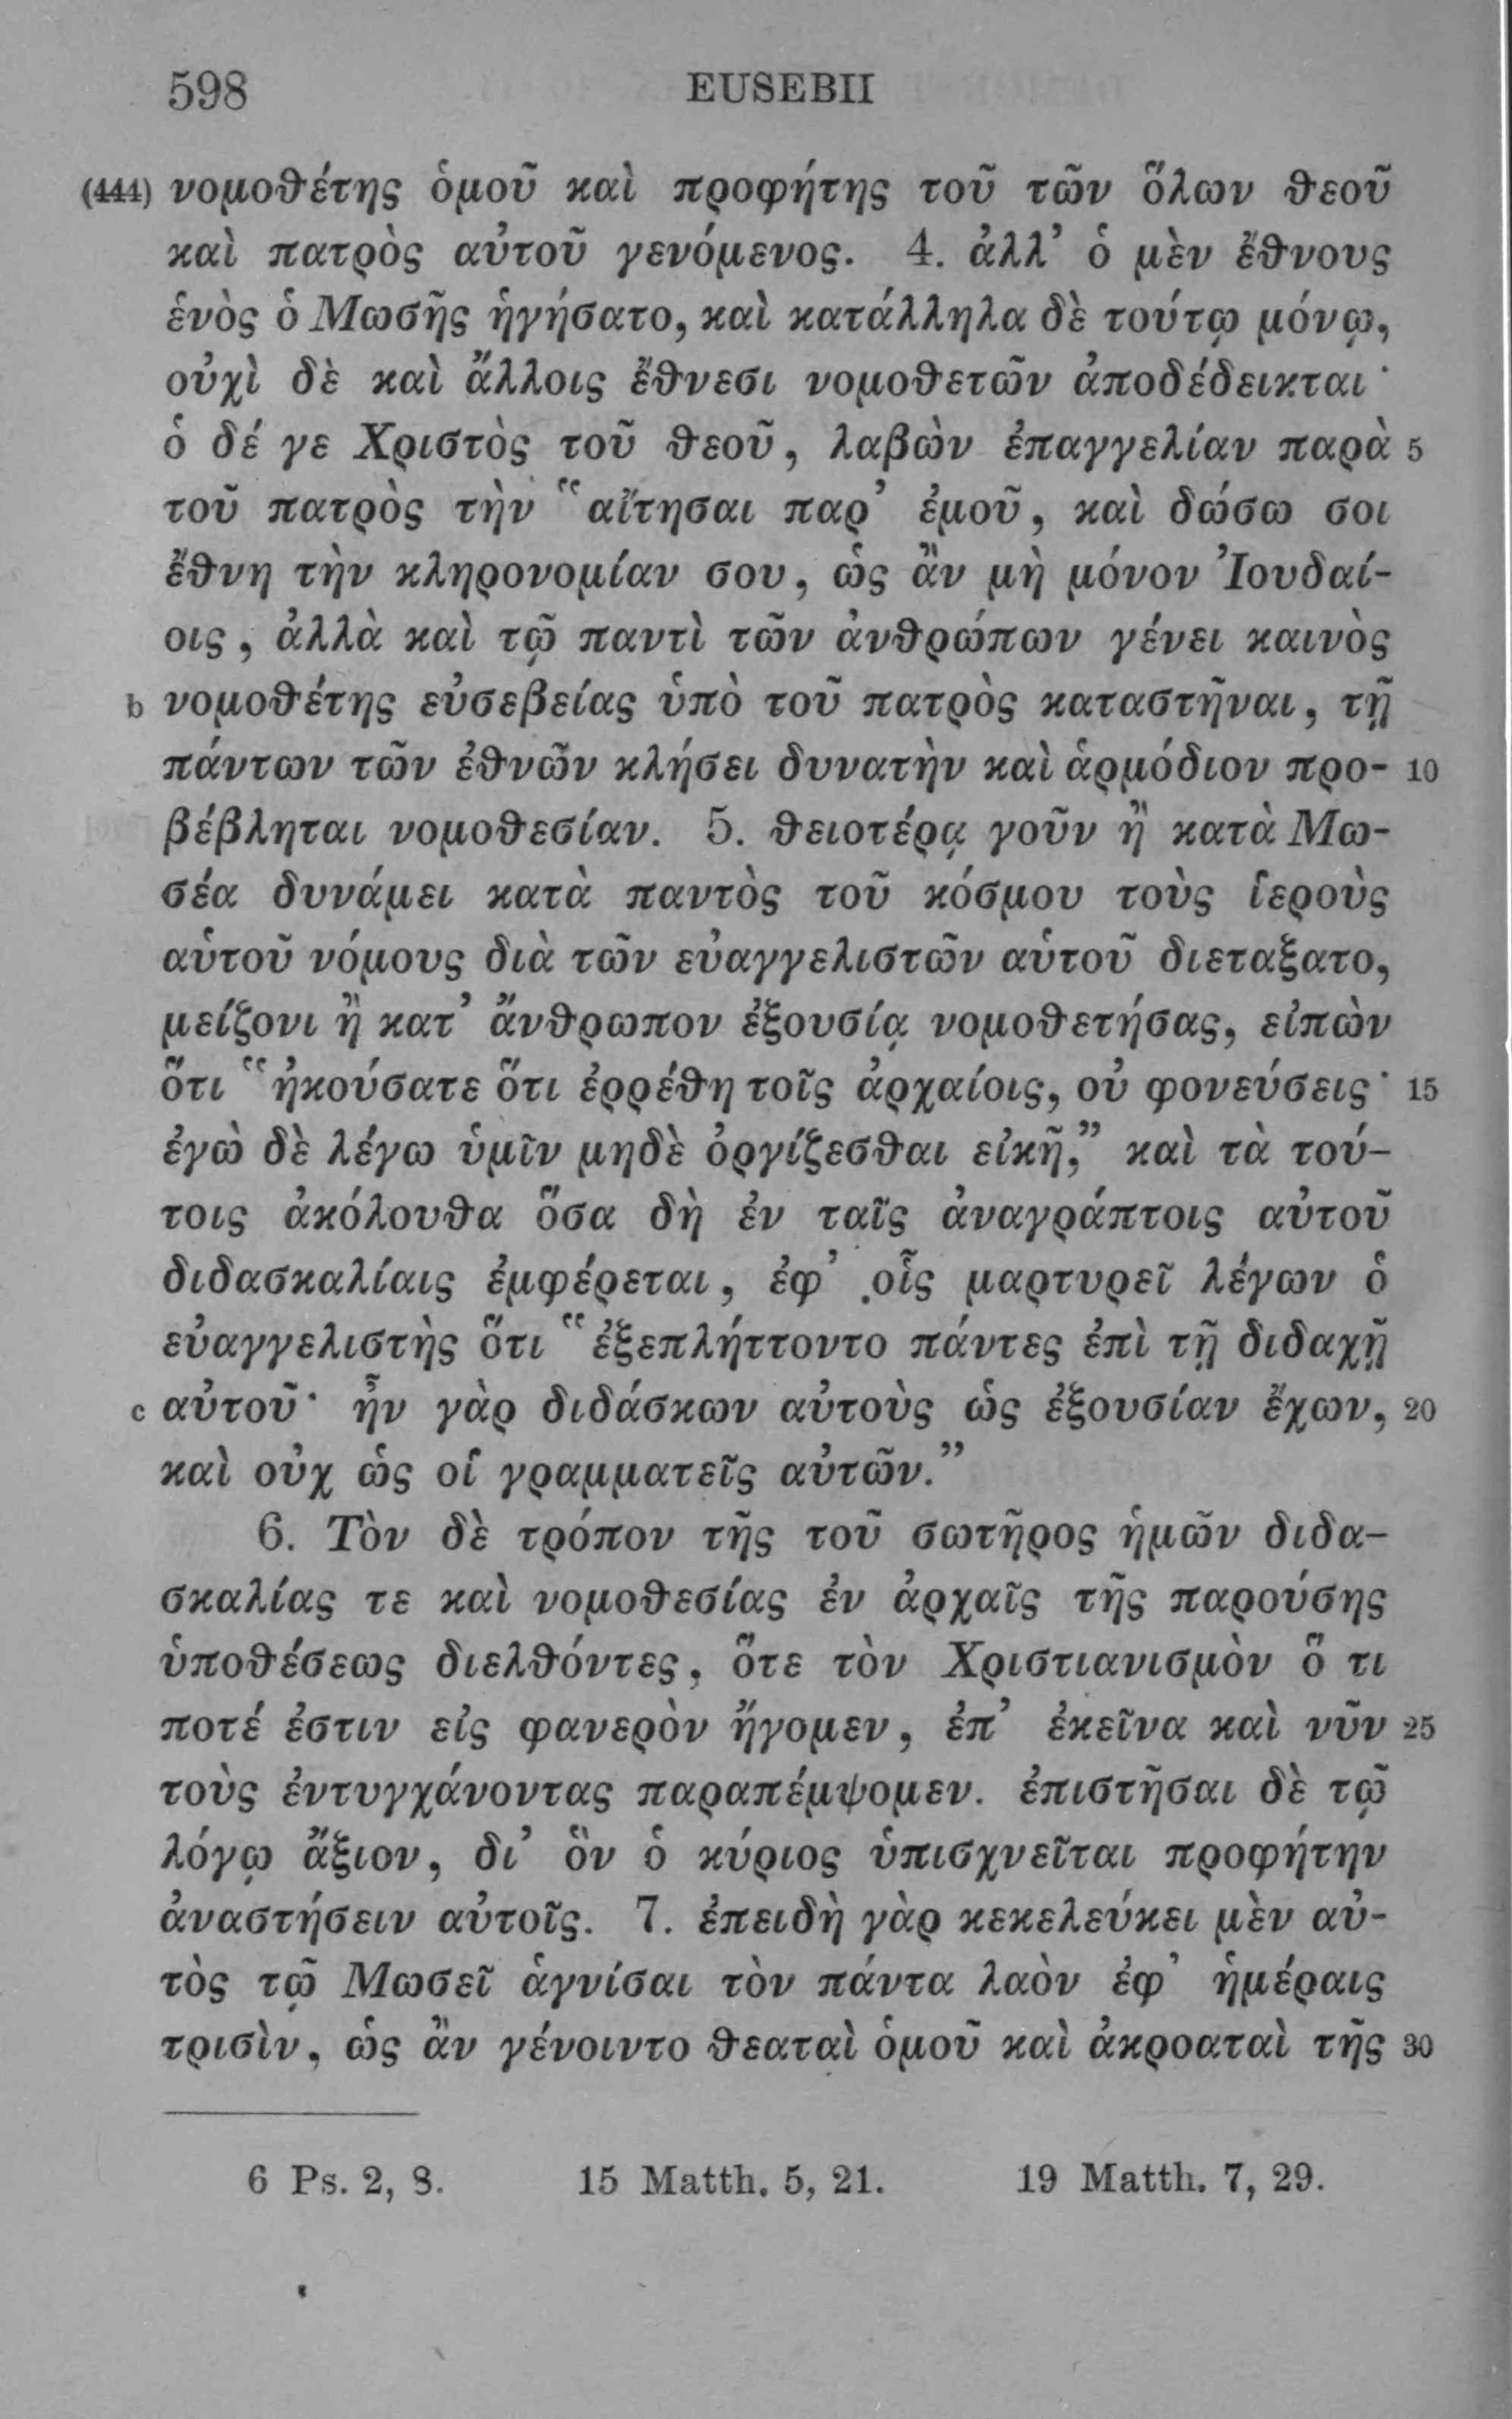 598 EUSEBII
(444) νομοθέτης ὁμοῦ καὶ προφήτης τοῦ τῶν ὅλων θεοῦ
καὶ πατρὸς αὐτοῦ γενόμενος. 4. ἀλλ’ ὁ μὲν ἔθνους
ἑνὸς ὁ Μωσῆς ἡγήσατο, καὶ κατάλληλα δὲ τούτῳ μόνῳ,
οὐχὶ δὲ καὶ ἄλλοις ἔθνεσι νομοθετῶν ἀποδέδεικται·
ὁ δέ γε Χριστὸς τοῦ θεοῦ, λαβὼν ἐπαγγελίαν παρὰ 5
τοῦ πατρὸς τὴν “αἴτησαι παρ’ ἐμοῦ, καὶ δώσω σοι
ἔθνη τὴν κληρονομίαν σου, ὡς ἂν μὴ μόνον Ἰουδαί-
οις, ἀλλὰ καὶ τῷ παντὶ τῶν ἀνθρώπων γένει καινὸς
b νομοθέτης εὐσεβείας ὑπὸ τοῦ πατρὸς καταστῆναι, τῇ
πάντων τῶν ἐθνῶν κλήσει δυνατὴν καὶ ἁρμόδιον προ- 10
βέβληται νομοθεσίαν. 5. θειοτέρᾳ γοῦν ἢ κατὰ Μω-
σέα δυνάμει κατὰ παντὸς τοῦ κόσμου τοὺς ἱεροὺς
αὑτοῦ νόμους διὰ τῶν εὐαγγελιστῶν αὑτοῦ διεταξατο,
μείζονι ἢ κατ’ ἄνθρωπον ἐξουσίᾳ νομοθετήσας, εἰπὼν
ὅτι “ἠκούσατε ὅτι ἐρρέθη τοῖς ἀρχαίοις, οὐ φονεύσεις· 15
ἐγὼ δὲ λέγω ὑμῖν μηδὲ ὀργίζεσθαι εἰκῆ,” καὶ τὰ τού-
τοις ἀκόλουθα ὅσα δὴ ἐν ταῖς ἀναγράπτοις αὐτοῦ
διδασκαλίαις ἐμφέρεται, ἐφ’ οἷς μαρτυρεῖ λέγων ὁ
εὐαγγελιστὴς ὅτι “ἐξεπλήττοντο πάντες ἐπὶ τῇ διδαχῇ
c αὐτοῦ· ἦν γὰρ διδάσκων αὐτοὺς ὡς ἐξουσίαν ἔχων, 20
καὶ οὐχ ὡς οἱ γραμματεῖς αὐτῶν.”
6. Τὸν δὲ τρόπον τῆς τοῦ σωτῆρος ἡμῶν διδα-
σκαλίας τε καὶ νομοθεσίας ἐν ἀρχαῖς τῆς παρούσης
ὑποθέσεως διελθόντες, ὅτε τὸν Χριστιανισμὸν ὅ τι
ποτέ ἐστιν εἰς φανερὸν ἤγομεν, ἐπ’ ἐκεῖνα καὶ νῦν 25
τοὺς ἐντυγχάνοντας παραπέμψομεν. ἐπιστῆσαι δὲ τῷ
λόγῳ ἄξιον, δι’ ὃν ὁ κύριος ὑπισχνεῖται προφήτην
ἀναστήσειν αὐτοῖς. 7. ἐπειδὴ γὰρ κεκελεύκει μὲν αὐ-
τὸς τῷ Μωσεῖ ἁγνίσαι τὸν πάντα λαὸν ἐφ’ ἡμέραις
τρισὶν, ὡς ἂν γένοιντο θεαταὶ ὁμοῦ καὶ ἀκροαταὶ τῆς 30
6 Ps. 2, 8. 15 Matth. 5, 21. 19 Matth. 7, 29.